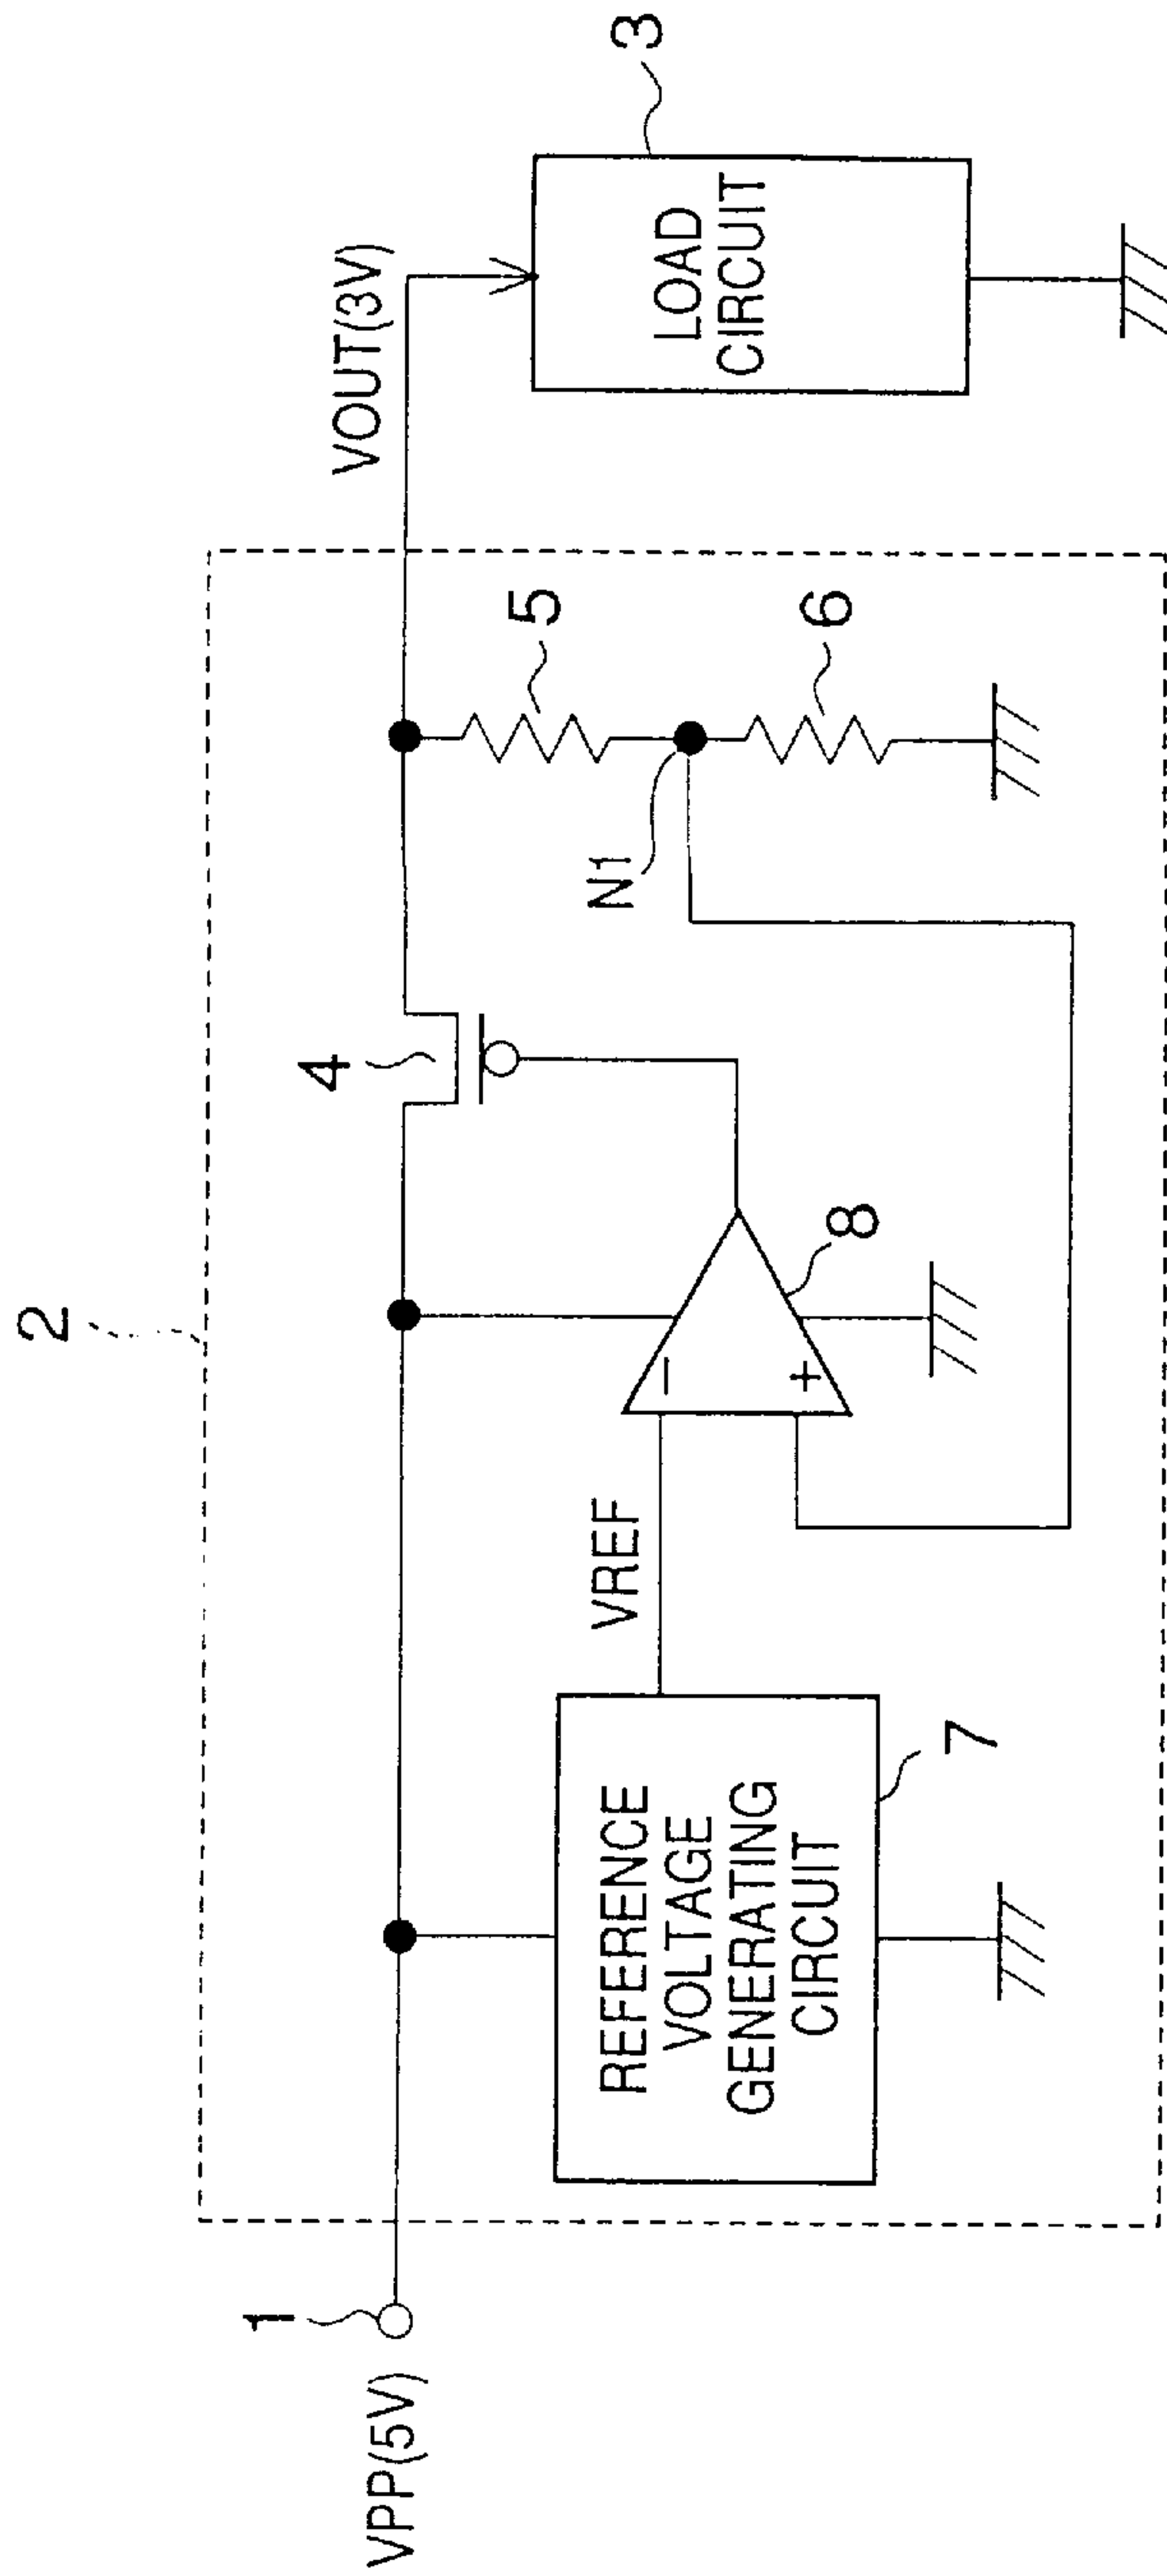 2
VPP(5V)
1
REFERENCE
VOLTAGE
GENERATING
CIRCUIT
7
VREF
−
+
8
4
N1
5
6
VOUT(3V)
LOAD
CIRCUIT
3